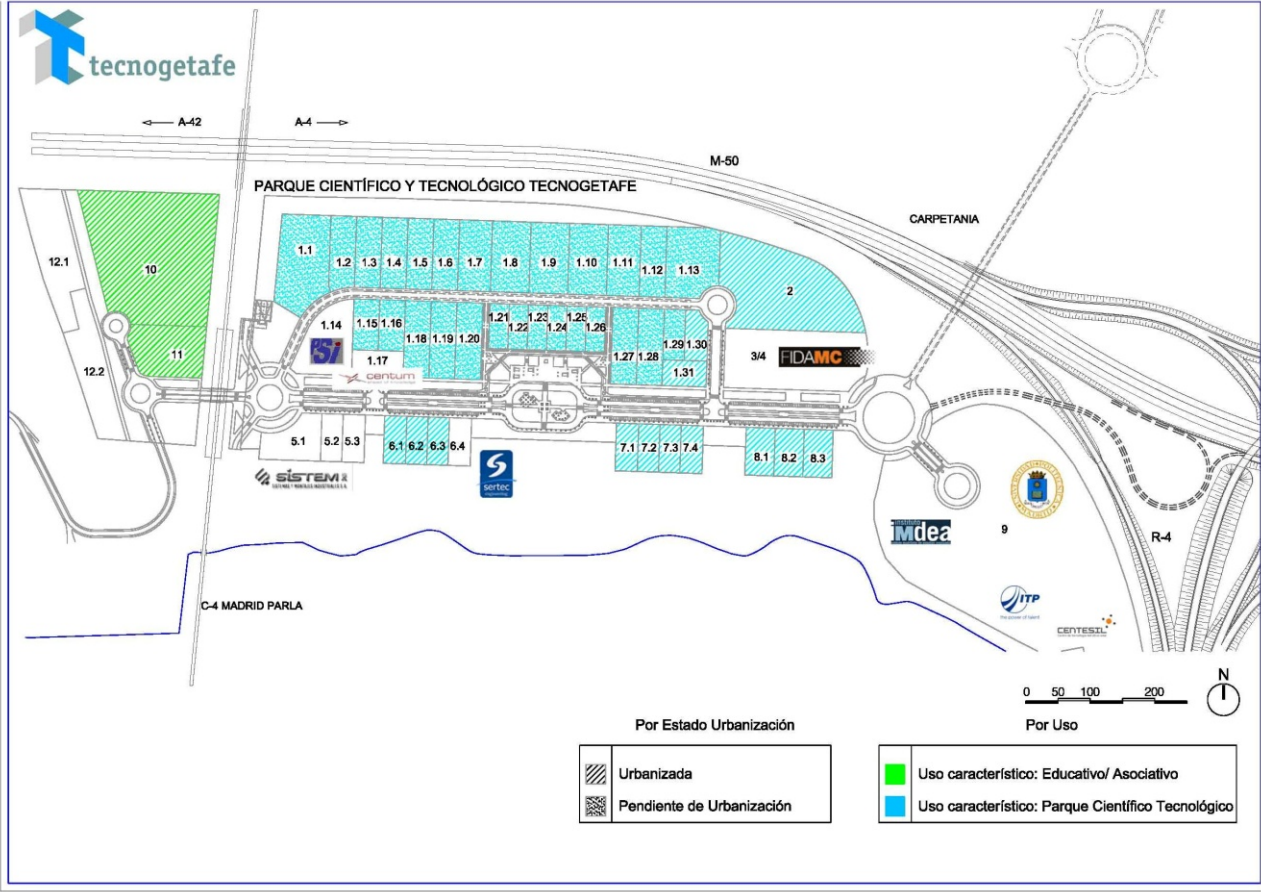 tecnogetafe
A-42
A-4
M-50
PARQUE CIENTÍFICO Y TECNOLÓGICO TECNOGETAFE
CARPETANIA
12.1
10
1.1
1.2
1.3
1.4
1.5
1.6
1.7
1.8
1.9
1.10
1.11
1.12
1.13
2
1.14
1.15
1.16
1.18
1.19
1.20
1.21
1.22
1.23
1.24
1.25
1.26
1.27
1.28
1.29
1.30
1.31
3/4
FIDAMC
11
12.2
PSi
1.17
centum
5.1
5.2
5.3
6.1
6.2
6.3
6.4
7.1
7.2
7.3
7.4
8.1
8.2
8.3
SISTEM
sertec
engineering
instituto
iMdea
9
R-4
C-4 MADRID PARLA
ITP
The power of talent
CENTESIL
N
0 50 100 200
Por Estado Urbanización
Urbanizada
Pendiente de Urbanización
Por Uso
Uso característico: Educativo/ Asociativo
Uso característico: Parque Científico Tecnológico